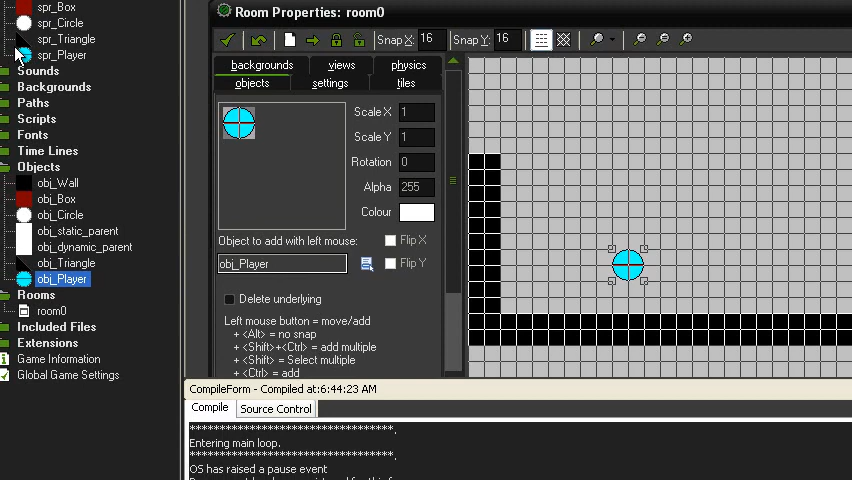 spr_Box
spr_Circle
spr_Triangle
spr_Player
Sounds
Backgrounds
Paths
Scripts
Fonts
Time Lines
Objects
obj_Wall
obj_Box
obj_Circle
obj_static_parent
obj_dynamic_parent
obj_Triangle
obj_Player
Rooms
room0
Included Files
Extensions
Game Information
Global Game Settings
Room Properties: room0
Snap X: 16 Snap Y: 16
backgrounds views physics
objects settings tiles
Scale X 1
Scale Y 1
Rotation 0
Alpha 255
Colour
Object to add with left mouse:
Flip X
obj_Player
Flip Y
Delete underlying
Left mouse button = move/add
+ <Alt> = no snap
+ <Shift>+<Ctrl> = add multiple
+ <Shift> = Select multiple
+ <Ctrl> = add
CompileForm - Compiled at:6:44:23 AM
Compile Source Control
************************************.
Entering main loop.
************************************.
OS has raised a pause event